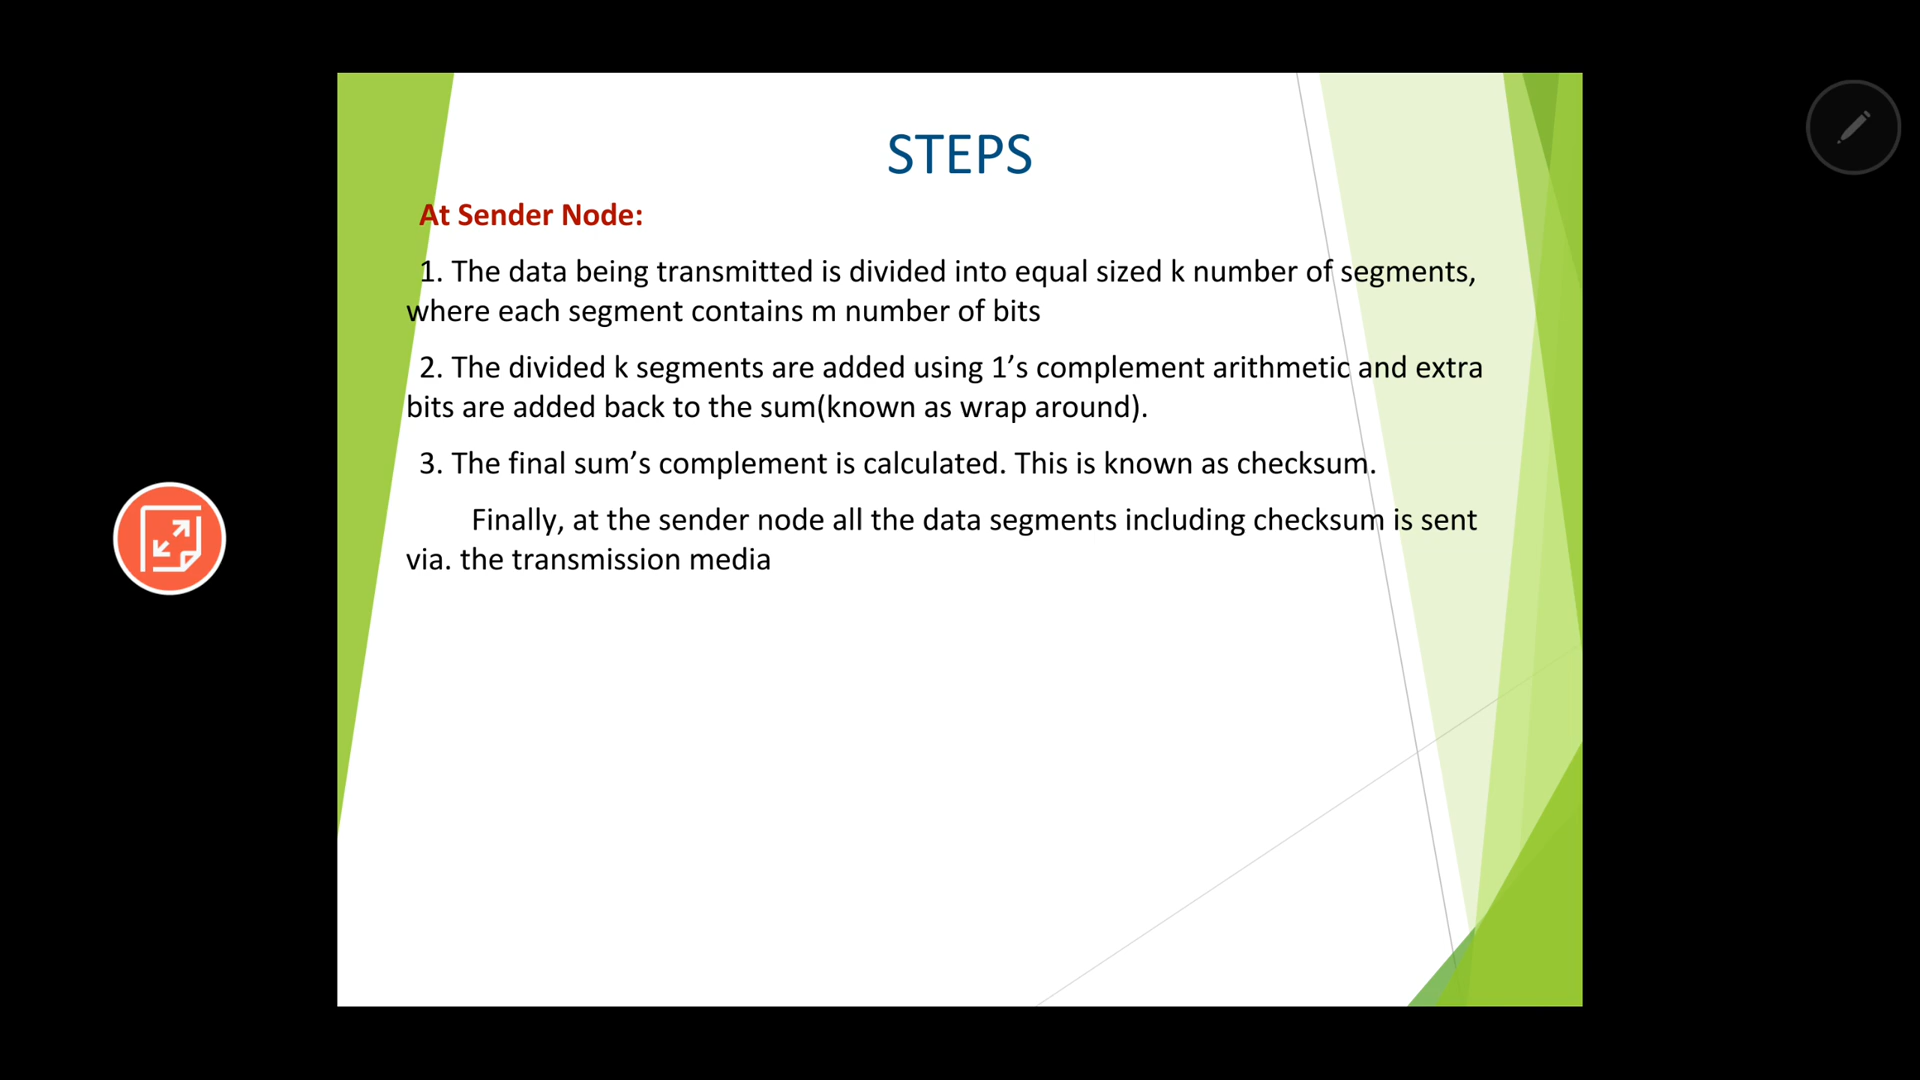 STEPS
At Sender Node:
1. The data being transmitted is divided into equal sized k number of segments,
where each segment contains m number of bits
2. The divided k segments are added using 1’s complement arithmetic and extra
bits are added back to the sum(known as wrap around).
3. The final sum’s complement is calculated. This is known as checksum.
Finally, at the sender node all the data segments including checksum is sent
via. the transmission media